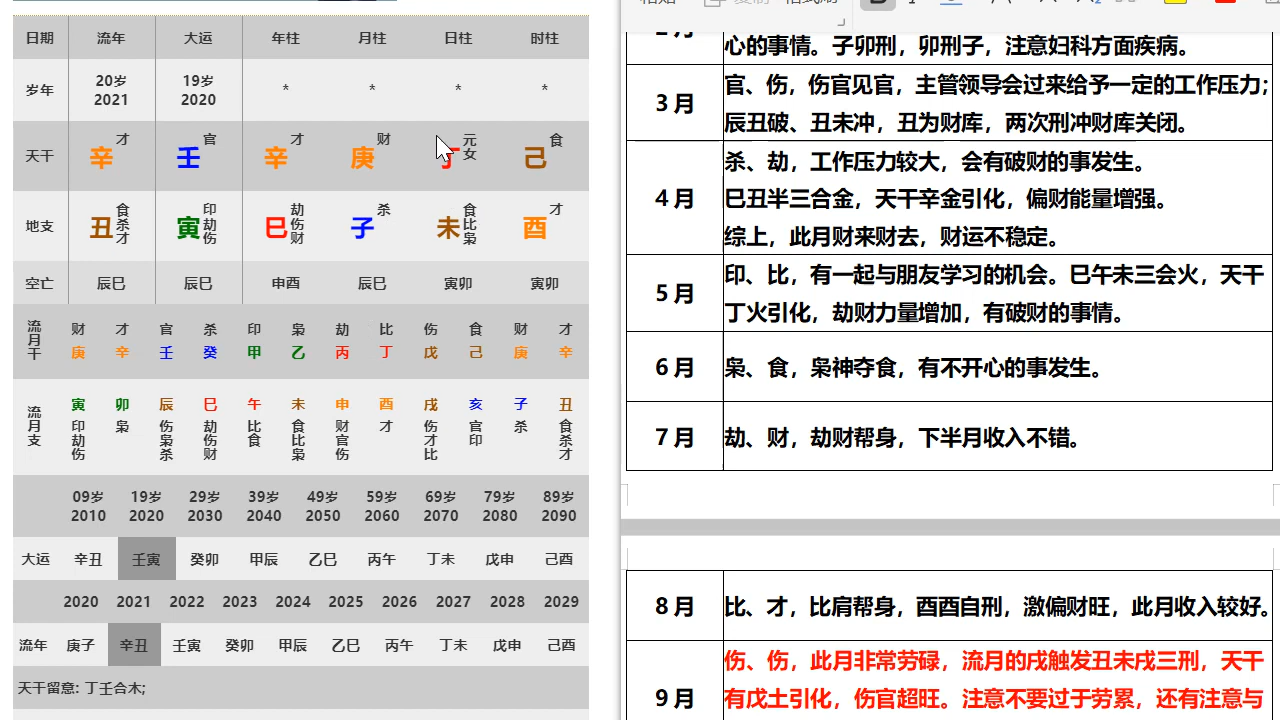 日期 流年 大运 年柱 月柱 日柱 时柱
岁年 20岁 2021 19岁 2020 * * * *
天干 辛 才 壬 官 辛 才 庚 财 丁 元女 己 食
地支 丑 食杀才 寅 印劫伤 巳 劫伤财 子 杀 未 食比枭 酉 才
空亡 辰巳 辰巳 申酉 辰巳 寅卯 寅卯
流月干 财 才 官 杀 印 枭 劫 比 伤 食 财 才
庚 辛 壬 癸 甲 乙 丙 丁 戊 己 庚 辛
流月支 寅 卯 辰 巳 午 未 申 酉 戌 亥 子 丑
印劫伤 枭 伤枭杀 劫伤财 比食 食比枭 财官伤 才 伤才比 官印 杀 食杀才
09岁 19岁 29岁 39岁 49岁 59岁 69岁 79岁 89岁
2010 2020 2030 2040 2050 2060 2070 2080 2090
大运 辛丑 壬寅 癸卯 甲辰 乙巳 丙午 丁未 戊申 己酉
2020 2021 2022 2023 2024 2025 2026 2027 2028 2029
流年 庚子 辛丑 壬寅 癸卯 甲辰 乙巳 丙午 丁未 戊申 己酉
天干留意: 丁壬合木;
心的事情。子卯刑，卯刑子，注意妇科方面疾病。
3月
官、伤，伤官见官，主管领导会过来给予一定的工作压力；
辰丑破、丑未冲，丑为财库，两次刑冲财库关闭。
4月
杀、劫，工作压力较大，会有破财的事发生。
巳丑半三合金，天干辛金引化，偏财能量增强。
综上，此月财来财去，财运不稳定。
5月
印、比，有一起与朋友学习的机会。巳午未三会火，天干
丁火引化，劫财力量增加，有破财的事情。
6月
枭、食，枭神夺食，有不开心的事发生。
7月
劫、财，劫财帮身，下半月收入不错。
8月
比、才，比肩帮身，酉酉自刑，激偏财旺，此月收入较好。
9月
伤、伤，此月非常劳碌，流月的戌触发丑未戌三刑，天干
有戊土引化，伤官超旺。注意不要过于劳累，还有注意与